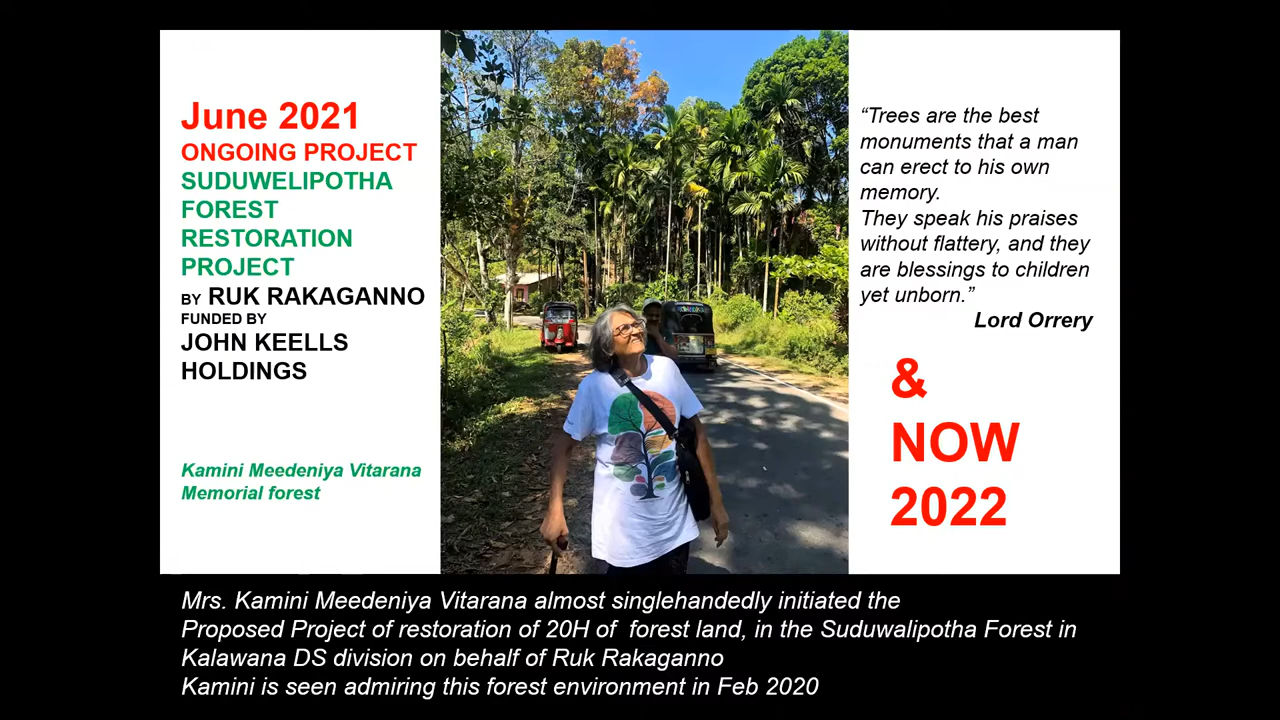 June 2021
ONGOING PROJECT
SUDUWELIPOTHA
FOREST
RESTORATION
PROJECT
BY RUK RAKAGANNO
FUNDED BY
JOHN KEELLS
HOLDINGS
Kamini Meedeniya Vitarana
Memorial forest
“Trees are the best
monuments that a man
can erect to his own
memory.
They speak his praises
without flattery, and they
are blessings to children
yet unborn.”
Lord Orrery
&
NOW
2022
Mrs. Kamini Meedeniya Vitarana almost singlehandedly initiated the
Proposed Project of restoration of 20H of forest land, in the Suduwalipotha Forest in
Kalawana DS division on behalf of Ruk Rakaganno
Kamini is seen admiring this forest environment in Feb 2020